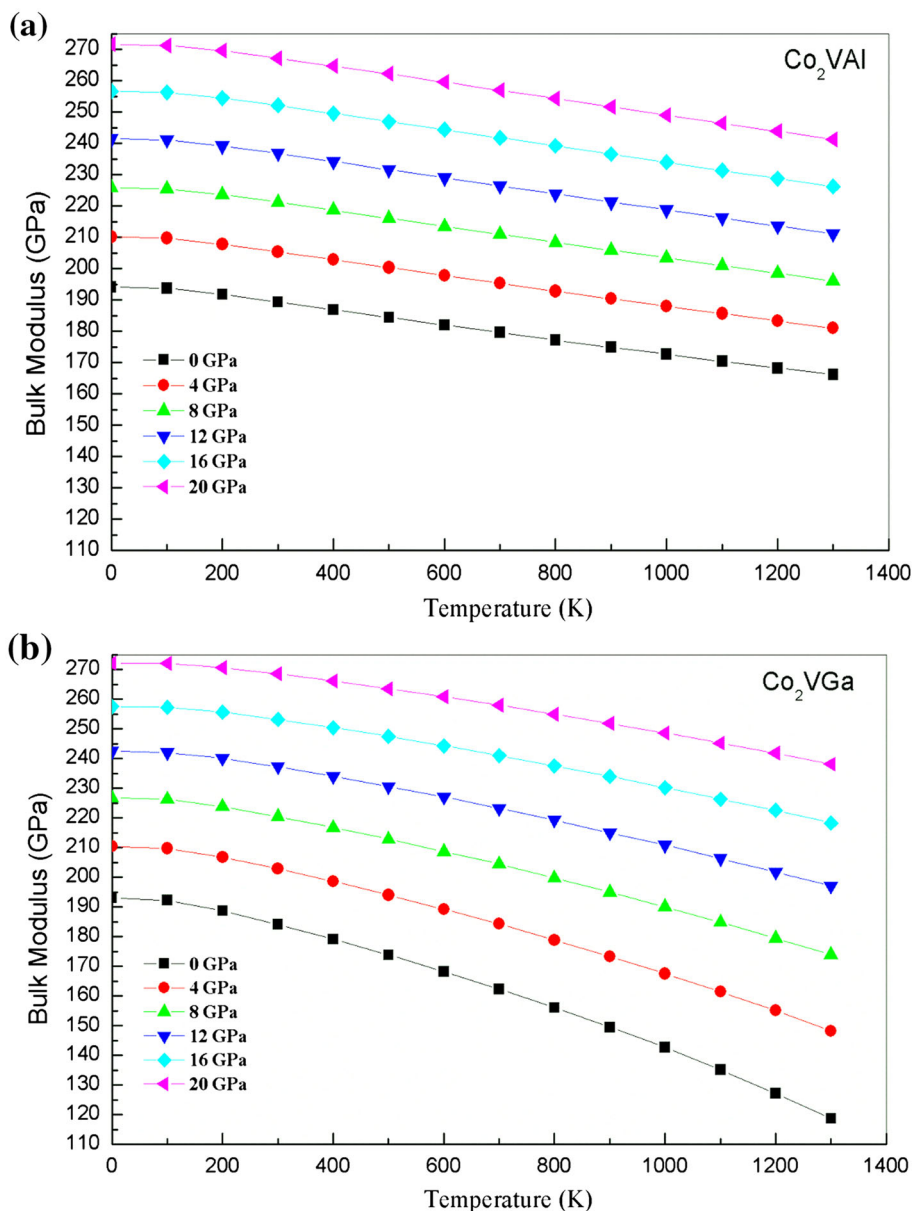 (a)
Co2VAl
Bulk Modulus (GPa)
270
260
250
240
230
220
210
200
190
180
170
160
150
140
130
120
110
0 GPa
4 GPa
8 GPa
12 GPa
16 GPa
20 GPa
0 200 400 600 800 1000 1200 1400
Temperature (K)
(b)
Co2VGa
Bulk Modulus (GPa)
270
260
250
240
230
220
210
200
190
180
170
160
150
140
130
120
110
0 GPa
4 GPa
8 GPa
12 GPa
16 GPa
20 GPa
0 200 400 600 800 1000 1200 1400
Temperature (K)